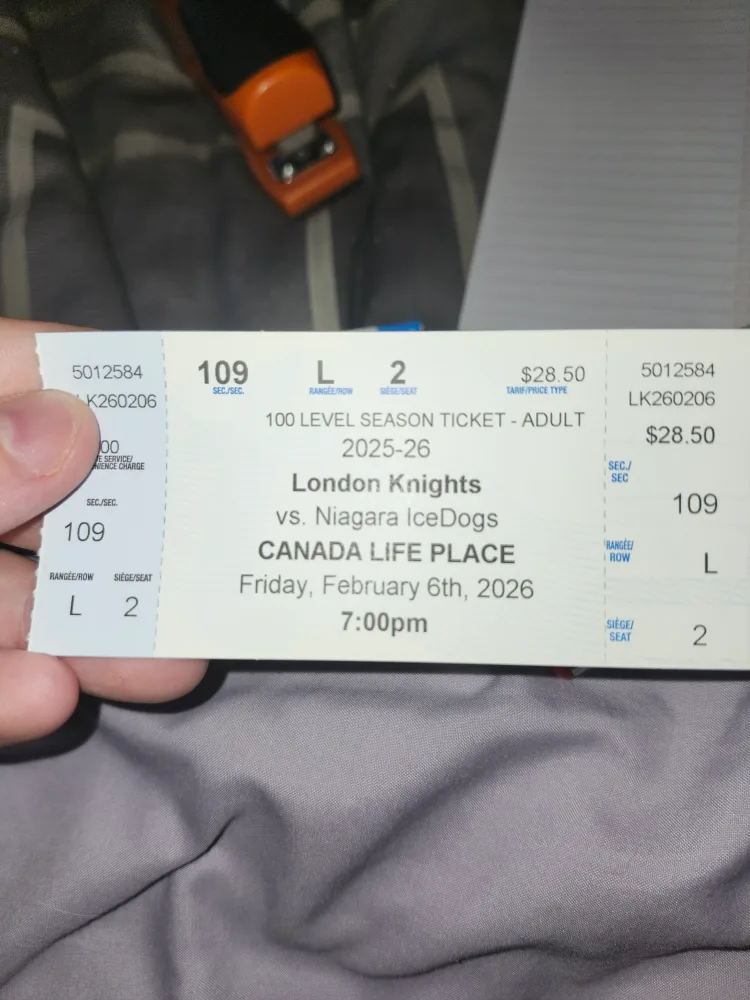 5012584
LK260206
00
E SERVICE/
NIENCE CHARGE
SEC./SEC.
109
RANGÉE/ROW SIÈGE/SEAT
L 2
109 L 2 $28.50
SEC./SEC. RANGÉE/ROW SIÈGE/SEAT TARIF/PRICE TYPE
100 LEVEL SEASON TICKET - ADULT
2025-26
London Knights
vs. Niagara IceDogs
CANADA LIFE PLACE
Friday, February 6th, 2026
7:00pm
5012584
LK260206
$28.50
SEC./
SEC
109
RANGÉE/
ROW
L
SIÈGE/
SEAT
2